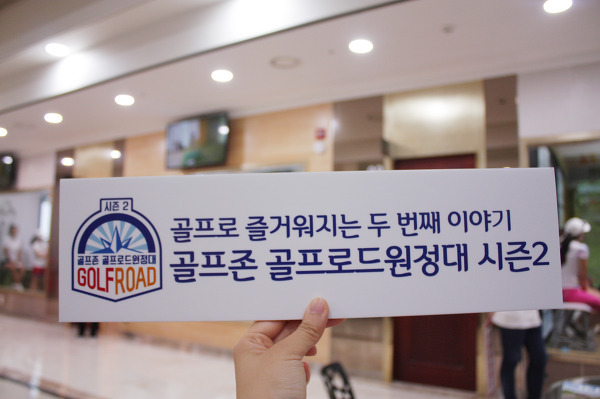 시즌 2
골프존 골프로드원정대
GOLFROAD
골프로 즐거워지는 두 번째 이야기
골프존 골프로드원정대 시즌2